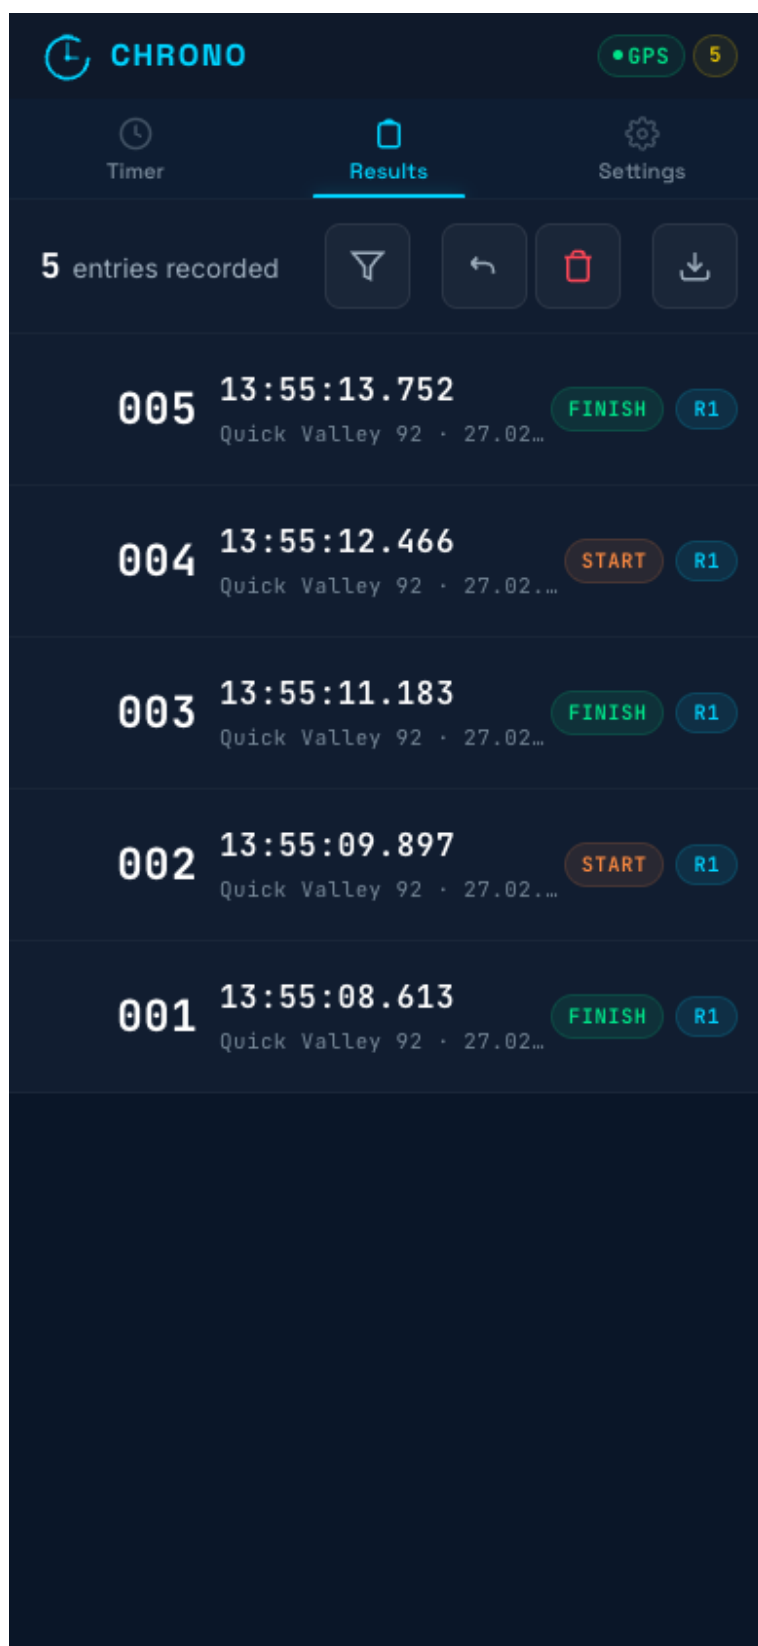 CHRONO
GPS 5
Timer Results Settings
5 entries recorded
005 13:55:13.752 FINISH R1
Quick Valley 92 · 27.02…
004 13:55:12.466 START R1
Quick Valley 92 · 27.02.…
003 13:55:11.183 FINISH R1
Quick Valley 92 · 27.02…
002 13:55:09.897 START R1
Quick Valley 92 · 27.02.…
001 13:55:08.613 FINISH R1
Quick Valley 92 · 27.02…